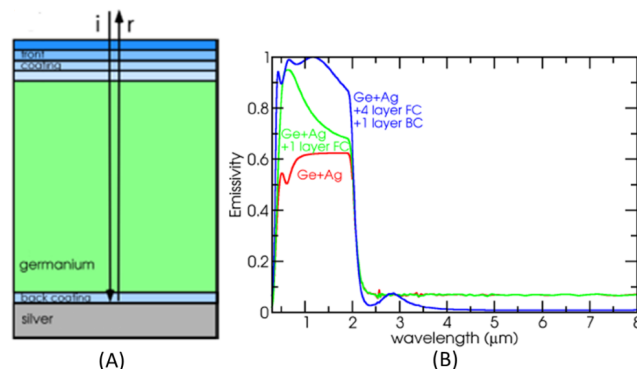 i r
front
coating
germanium
back coating
silver
(A)
Emissivity
1
0.8
0.6
0.4
0.2
0
Ge+Ag
+4 layer FC
+1 layer BC
Ge+Ag
+1 layer FC
Ge+Ag
1 2 3 4 5 6 7 8
wavelength (μm)
(B)